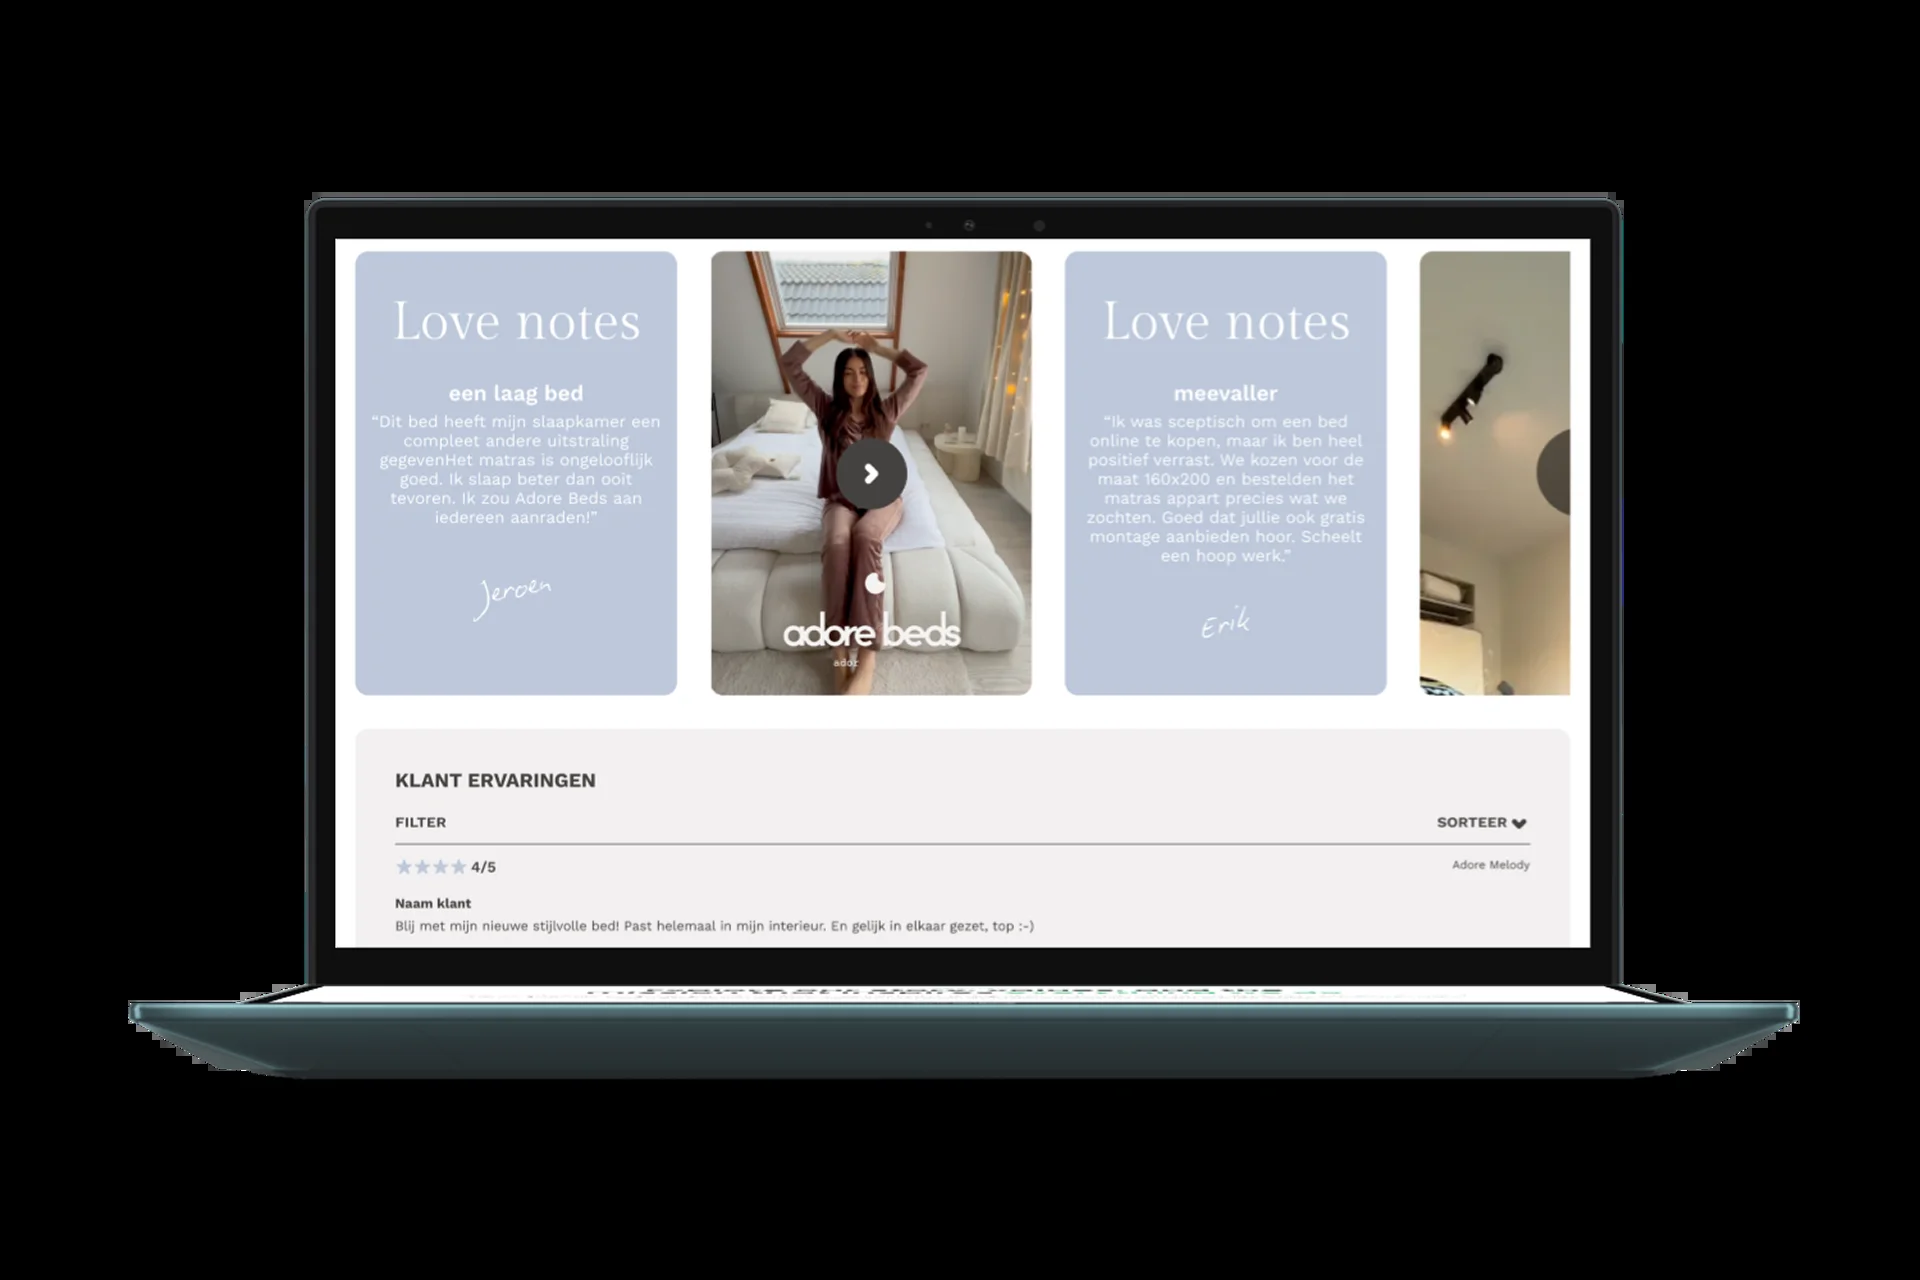 Love notes
een laag bed
“Dit bed heeft mijn slaapkamer een
compleet andere uitstraling
gegevenHet matras is ongelooflijk
goed. Ik slaap beter dan ooit
tevoren. Ik zou Adore Beds aan
iedereen aanraden!”
Jeroen
adore beds
ador
Love notes
meevaller
“Ik was sceptisch om een bed
online te kopen, maar ik ben heel
positief verrast. We kozen voor de
maat 160x200 en bestelden het
matras appart precies wat we
zochten. Goed dat jullie ook gratis
montage aanbieden hoor. Scheelt
een hoop werk.”
Erik
KLANT ERVARINGEN
FILTER
SORTEER
4/5
Adore Melody
Naam klant
Blij met mijn nieuwe stijlvolle bed! Past helemaal in mijn interieur. En gelijk in elkaar gezet, top :-)